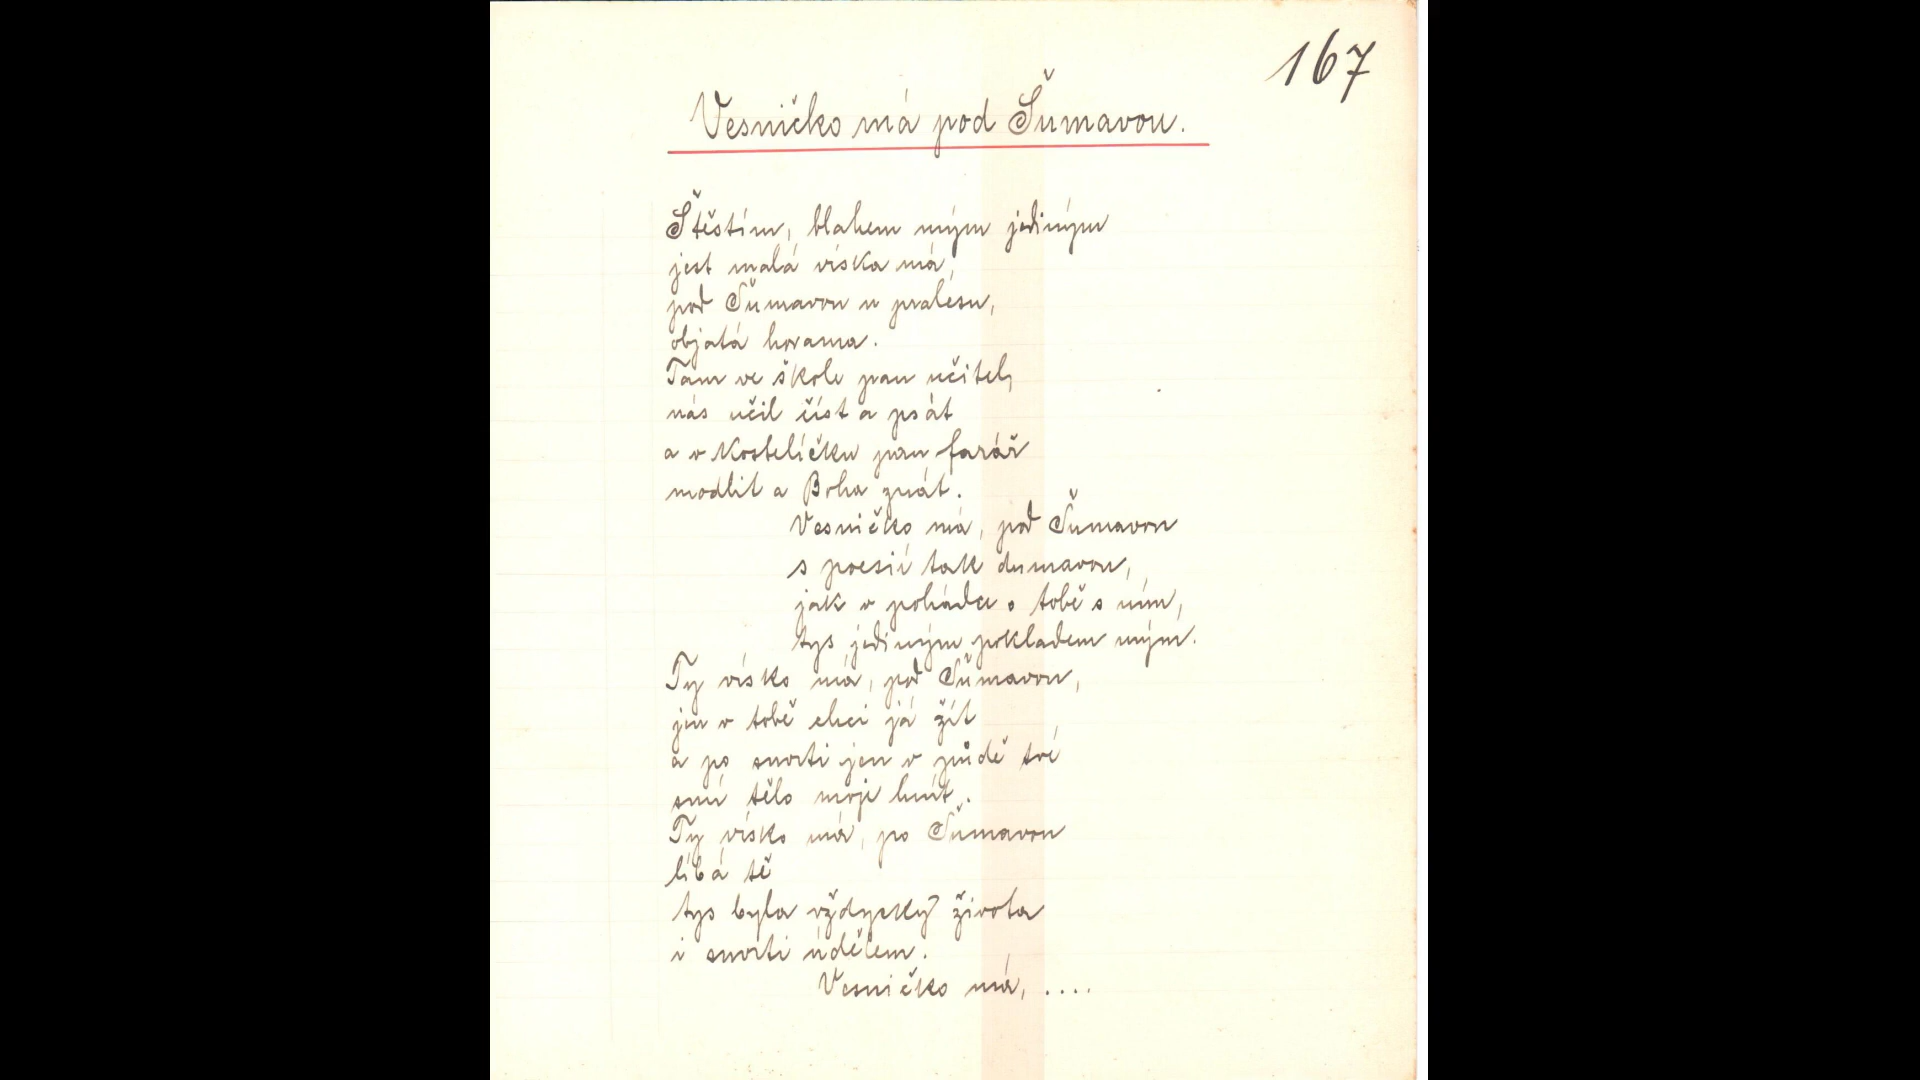 167
Vesničko má pod Šumavou.
Štěstím, blahem mým jediným
jest malá víska má,
pod Šumavou u pralesu,
objatá horama.
Tam ve škole pan učitel,
nás učil číst a psát
a v kostelíčku pan farář
modlit a Boha znát.
Vesničko má, pod Šumavou
s poesií tak dumavou,
jak v pohádce o tobě sním,
tys jediným pokladem mým.
Ty vísko má, pod Šumavou,
jen v tobě chci já žít
a po smrti jen v půdě tvé
smí tělo moje hnít.
Ty vísko má, po Šumavou
líbá tě
tys byla vždycky života
i smrti údělem.
Vesničko má, ....